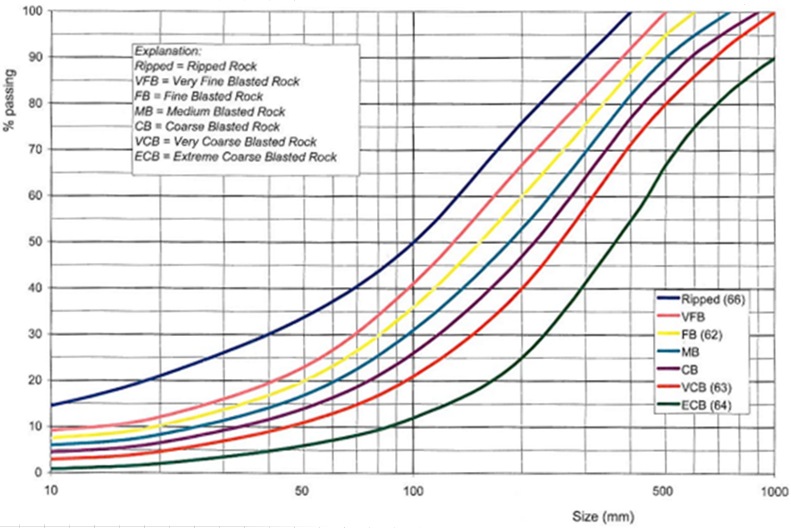 100
90
80
70
60
50
40
30
20
10
0
% passing
Explanation:
Ripped = Ripped Rock
VFB = Very Fine Blasted Rock
FB = Fine Blasted Rock
MB = Medium Blasted Rock
CB = Coarse Blasted Rock
VCB = Very Coarse Blasted Rock
ECB = Extreme Coarse Blasted Rock
Ripped (66)
VFB
FB (62)
MB
CB
VCB (63)
ECB (64)
10 50 100 500 1000
Size (mm)